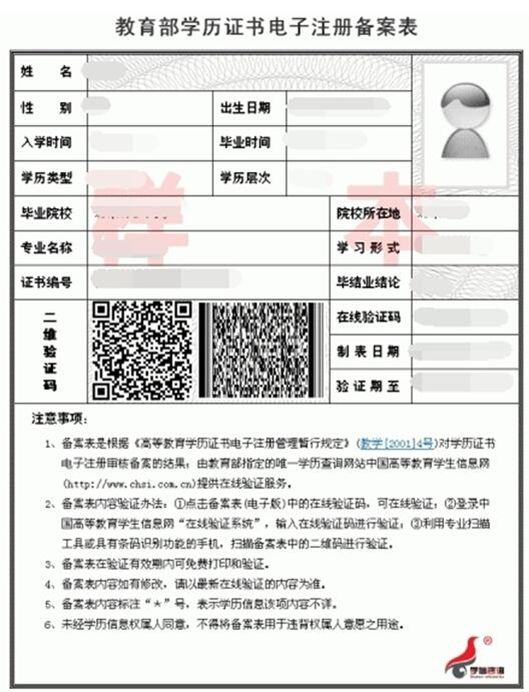 教育部学历证书电子注册备案表
姓 名
性 别 出生日期
入学时间 毕业时间
学历类型 学历层次
毕业院校 院校所在地
专业名称 学习形式
证书编号 毕结业结论
样本
二维验证码
在线验证码
制表日期
验证期至
注意事项:
1、备案表是根据《高等教育学历证书电子注册管理暂行规定》(教学[2001]4号)对学历证书
电子注册审核备案的结果;由教育部指定的唯一学历查询网站中国高等教育学生信息网
(http://www.chsi.com.cn)提供在线验证服务。
2、备案表内容验证办法:①点击备案表(电子版)中的在线验证码,可在线验证;②登录中
国高等教育学生信息网“在线验证系统”,输入在线验证码进行验证;③利用专业扫描
工具或具有条码识别功能的手机,扫描备案表中的二维码进行验证。
3、备案表在验证有效期内可免费打印和验证。
4、备案表内容如有修改,请以最新在线验证的内容为准。
5、备案表内容标注“*”号,表示学历信息该项内容不详。
6、未经学历信息权属人同意,不得将备案表用于违背权属人意愿之用途。
®
学信咨询